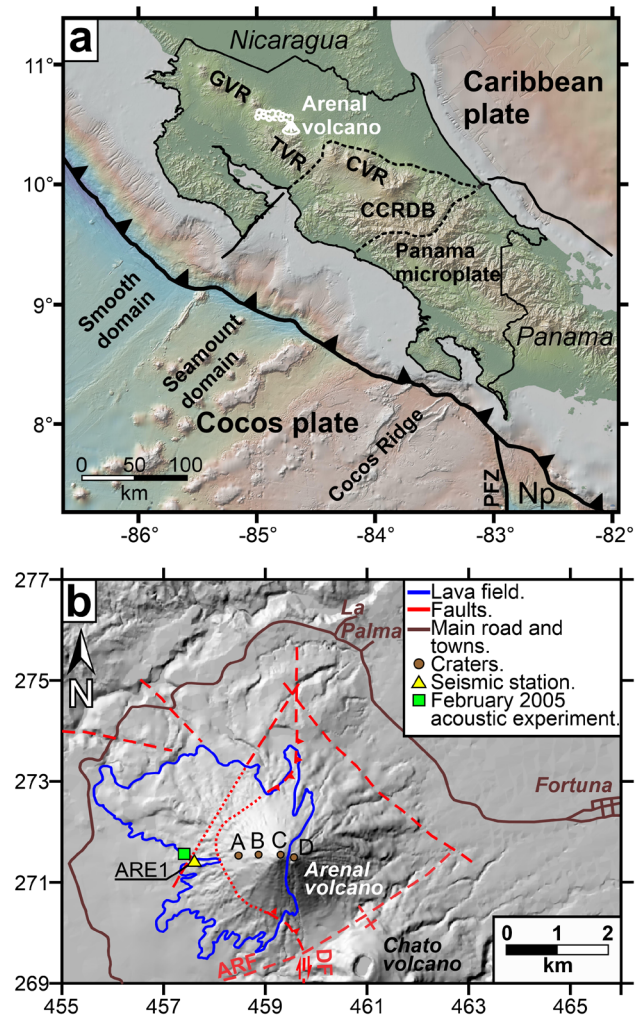 a
Nicaragua
11°
GVR
Caribbean
plate
Arenal
volcano
TVR
CVR
10°
CCRDB
Panama
microplate
9°
Smooth
domain
Seamount
domain
Panama
Cocos plate
8°
Cocos Ridge
0 50 100
km
PFZ
Np
-86° -85° -84° -83° -82°
277
b
Lava field.
Faults.
Main road and
towns.
Craters.
Seismic station.
February 2005
acoustic experiment.
La
Palma
N
275
273
Fortuna
A B C D
ARE1
Arenal
volcano
271
Chato
volcano
ARF
DF
0 1 2
km
269
455 457 459 461 463 465